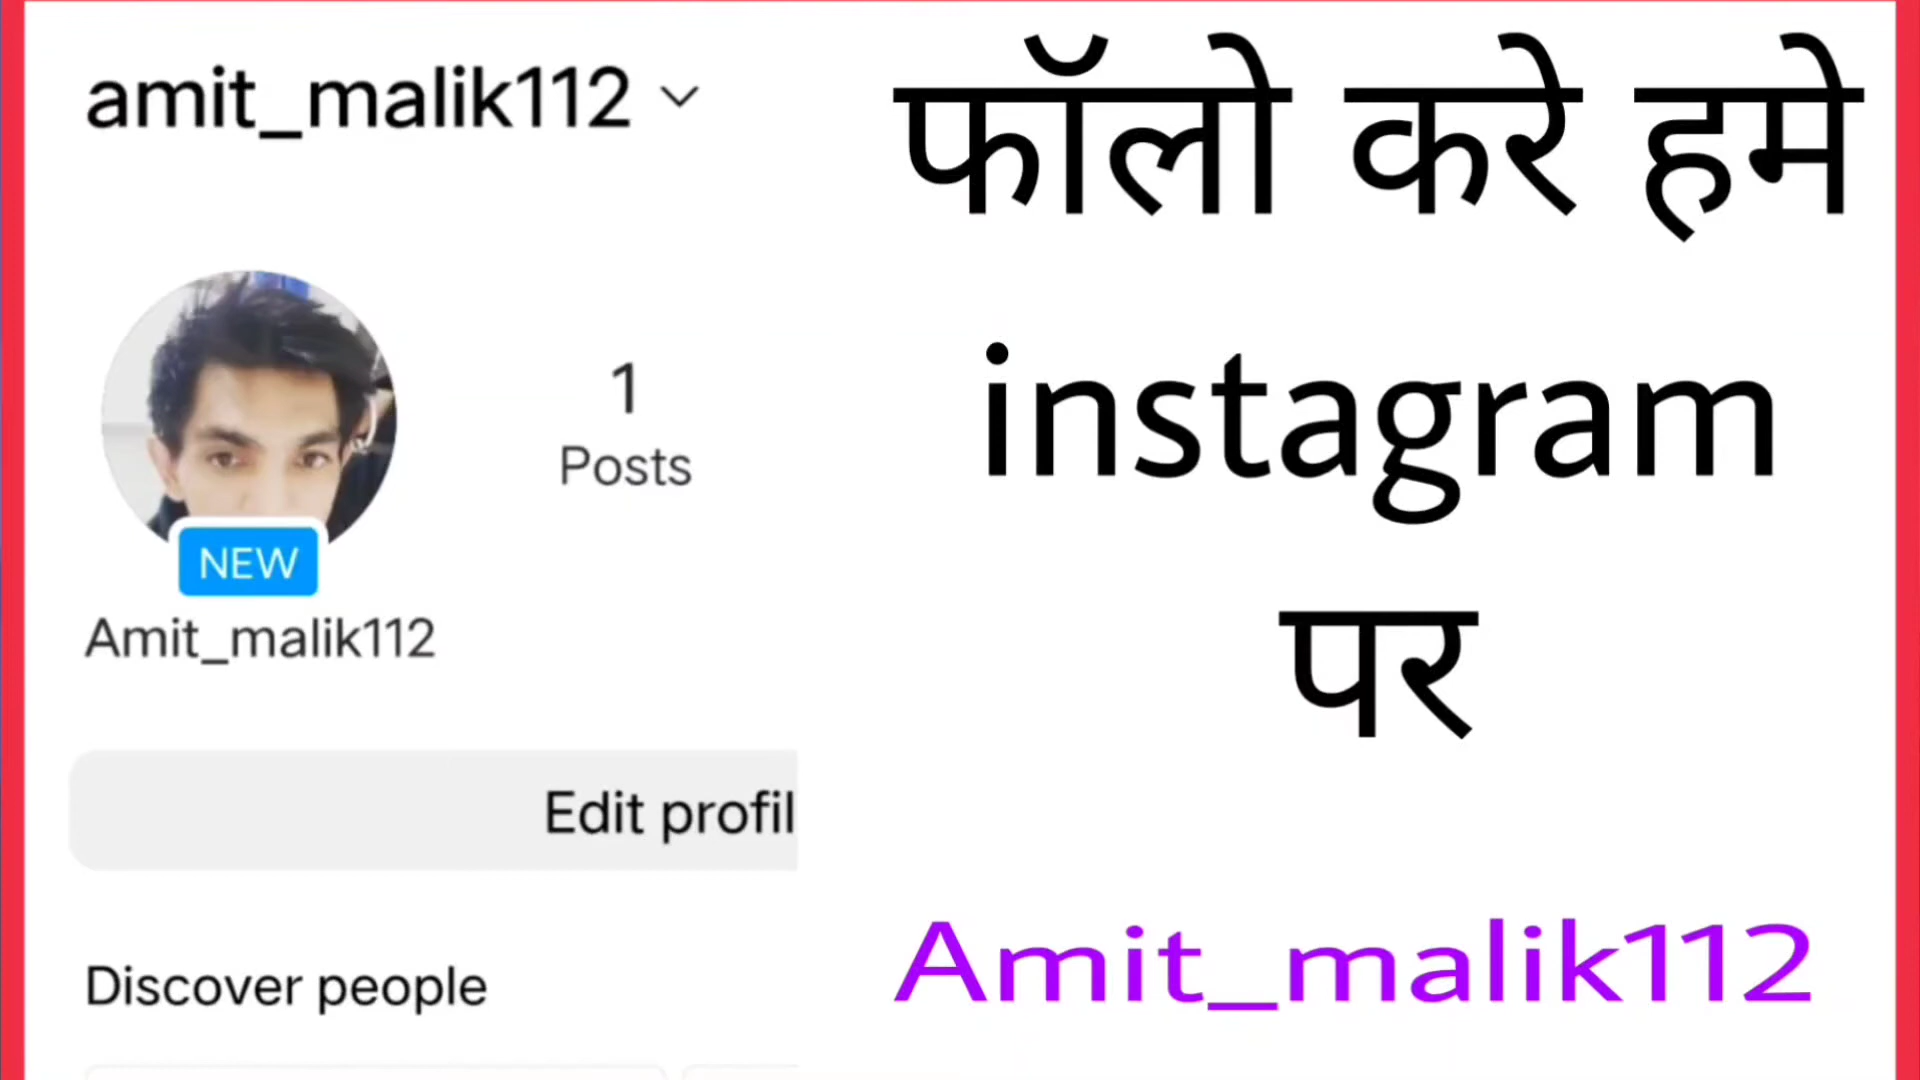 amit_malik112
1
Posts
NEW
Amit_malik112
Edit profil
Discover people
फॉलो करे हमे
instagram
पर
Amit_malik112